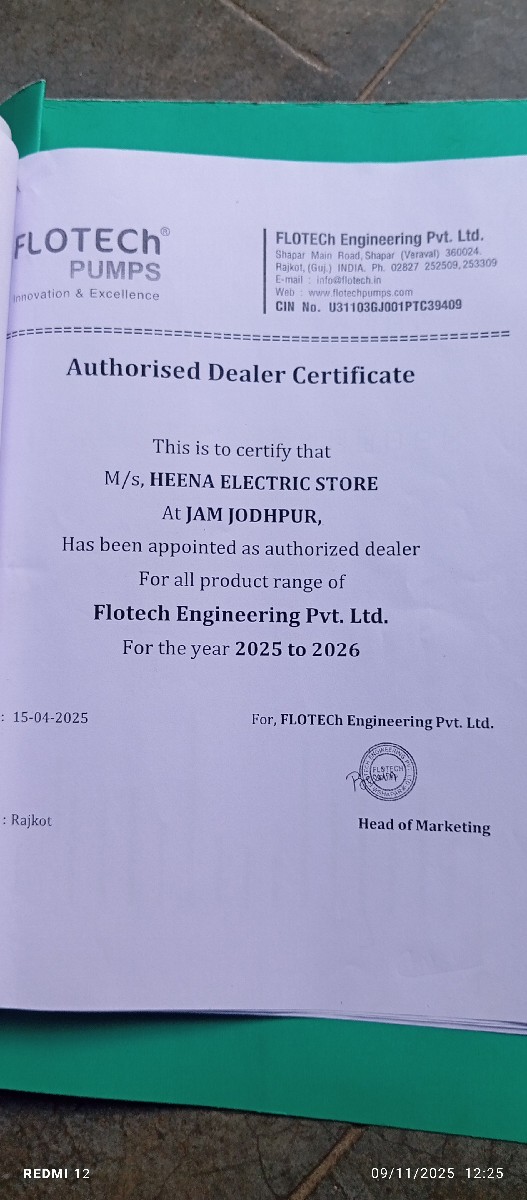 FLOTECh®
PUMPS
Innovation & Excellence
FLOTECh Engineering Pvt. Ltd.
Shapar Main Road, Shapar (Veraval) 360024.
Rajkot, (Guj.) INDIA. Ph. 02827 252509, 253309
E-mail : info@flotech.in
Web : www.flotechpumps.com
CIN No. U31103GJ001PTC39409
Authorised Dealer Certificate
This is to certify that
M/s, HEENA ELECTRIC STORE
At JAM JODHPUR,
Has been appointed as authorized dealer
For all product range of
Flotech Engineering Pvt. Ltd.
For the year 2025 to 2026
: 15-04-2025
For, FLOTECh Engineering Pvt. Ltd.
FLOTECH
: Rajkot
Head of Marketing
REDMI 12
09/11/2025 12:25